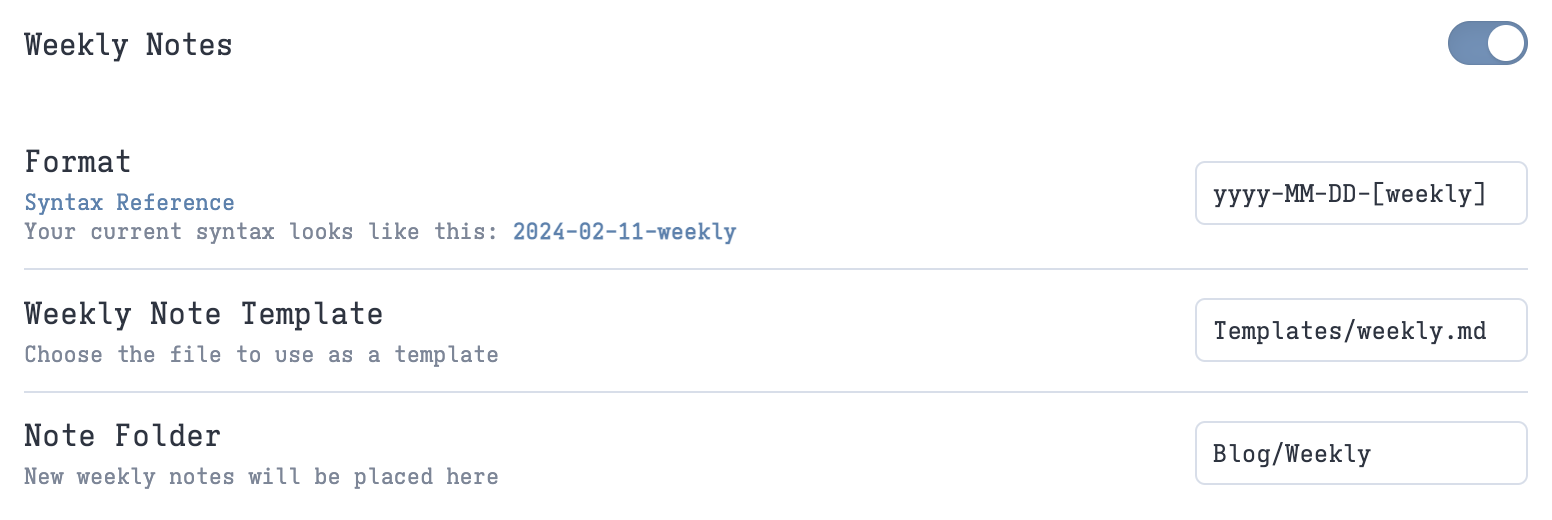 Weekly Notes
Format
Syntax Reference
Your current syntax looks like this: 2024-02-11-weekly
yyyy-MM-DD-[weekly]
Weekly Note Template
Choose the file to use as a template
Templates/weekly.md
Note Folder
New weekly notes will be placed here
Blog/Weekly